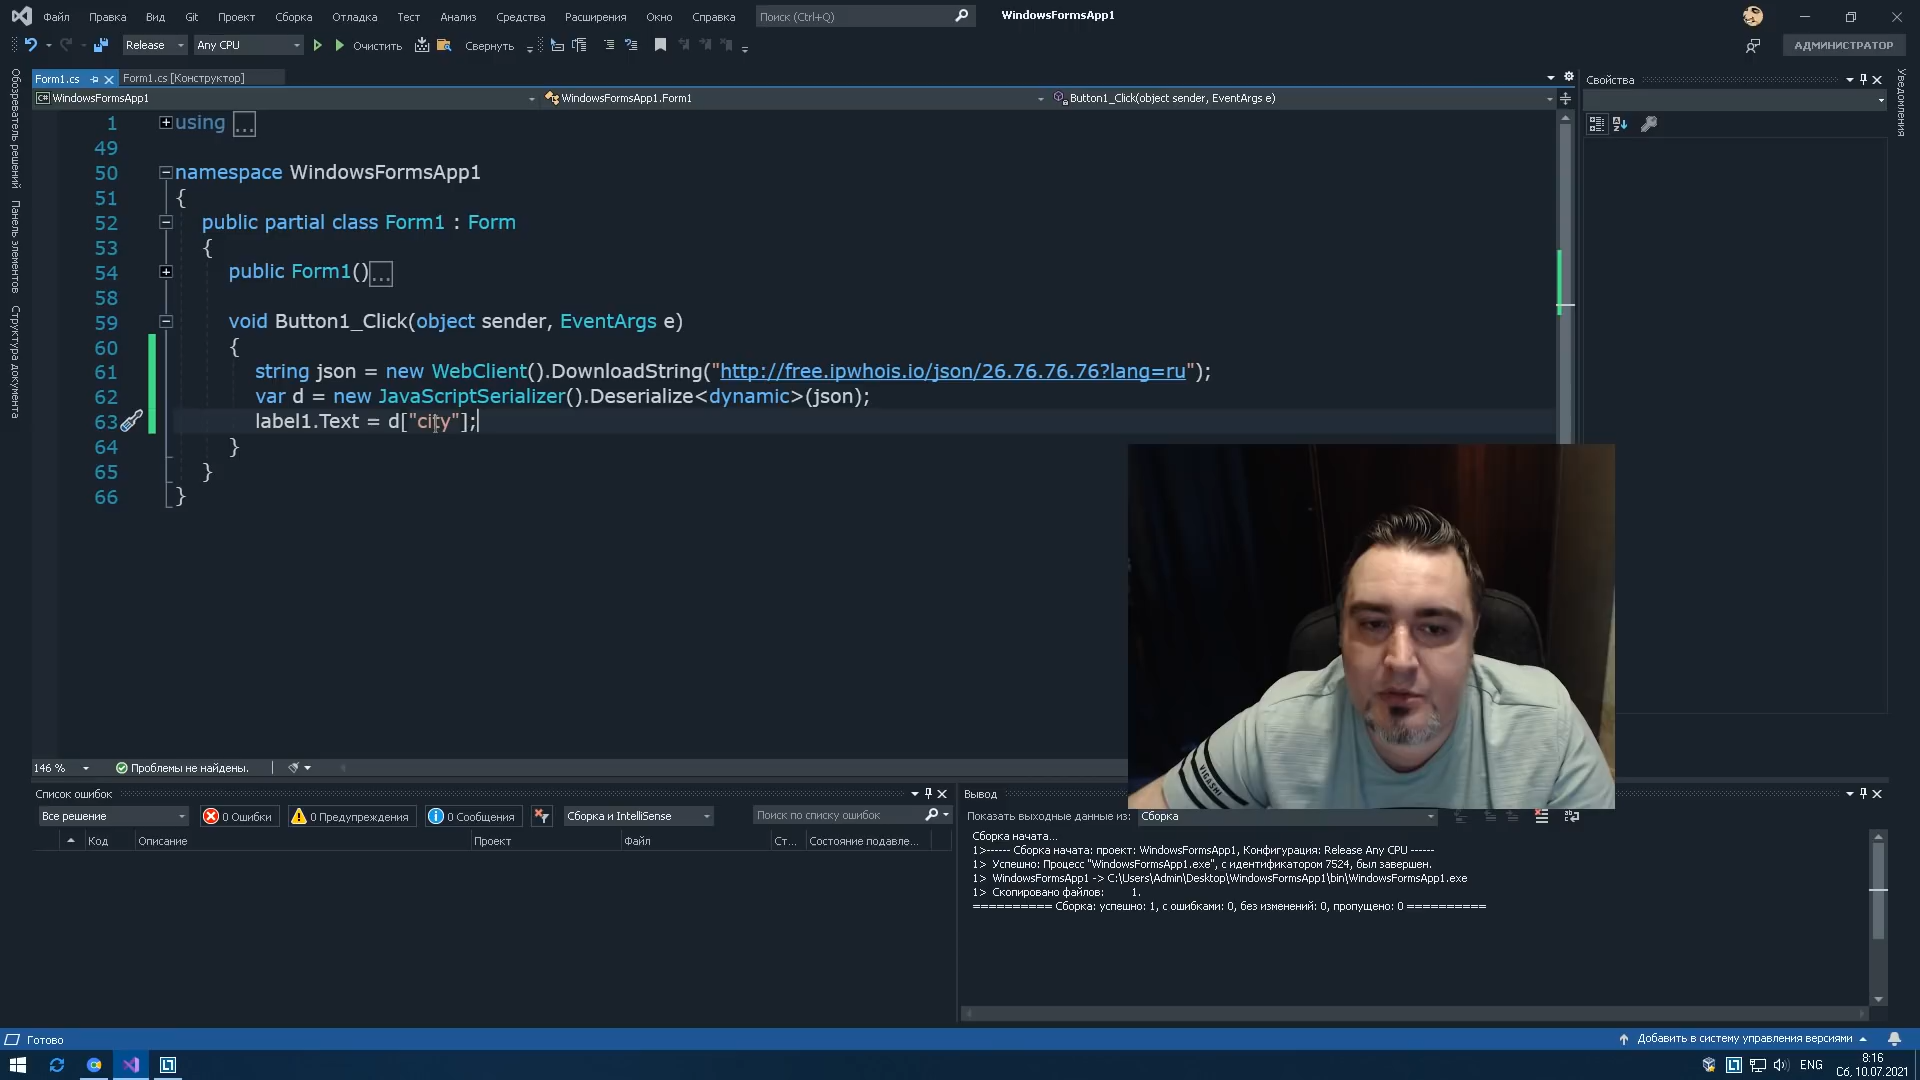 Файл Правка Вид Git Проект Сборка Отладка Тест Анализ Средства Расширения Окно Справка Поиск (Ctrl+Q) WindowsFormsApp1
Release Any CPU Очистить Свернуть АДМИНИСТРАТОР
Form1.cs Form1.cs [Конструктор]
WindowsFormsApp1 WindowsFormsApp1.Form1 Button1_Click(object sender, EventArgs e)
Обозреватель решений
Панель элементов
Структура документа
1 using ...
49
50 namespace WindowsFormsApp1
51 {
52 public partial class Form1 : Form
53 {
54 public Form1()...
58
59 void Button1_Click(object sender, EventArgs e)
60 {
61 string json = new WebClient().DownloadString("http://free.ipwhois.io/json/26.76.76.76?lang=ru");
62 var d = new JavaScriptSerializer().Deserialize<dynamic>(json);
63 label1.Text = d["city"];
64 }
65 }
66 }
Свойства
Уведомления
VICASHI
146 % Проблемы не найдены.
Список ошибок
Все решение 0 Ошибки 0 Предупреждения 0 Сообщения Сборка и IntelliSense Поиск по списку ошибок
Код Описание Проект Файл Ст... Состояние подавле...
Вывод
Показать выходные данные из: Сборка
Сборка начата...
1>------ Сборка начата: проект: WindowsFormsApp1, Конфигурация: Release Any CPU ------
1> Успешно: Процесс "WindowsFormsApp1.exe", с идентификатором 7524, был завершен.
1> WindowsFormsApp1 -> C:\Users\Admin\Desktop\WindowsFormsApp1\bin\WindowsFormsApp1.exe
1> Скопировано файлов: 1.
========== Сборка: успешно: 1, с ошибками: 0, без изменений: 0, пропущено: 0 ==========
Готово Добавить в систему управления версиями
ENG 8:16
Сб, 10.07.2021